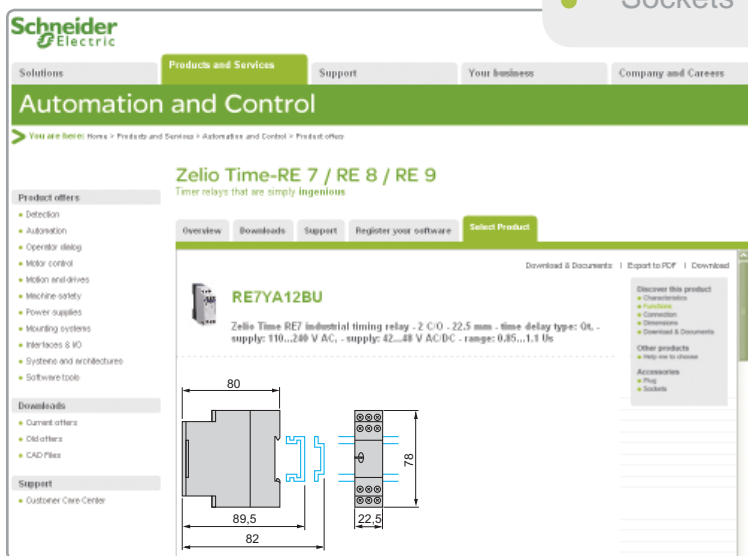 Sockets
Schneider
Electric
Solutions
Products and Services
Support
Your business
Company and Careers
Automation and Control
You are here: Home > Products and Services > Automation and Control > Product offers
Zelio Time-RE 7 / RE 8 / RE 9
Timer relays that are simply ingenious
Product offers
Detection
Automation
Operator dialog
Motor control
Motion and drives
Machine safety
Power supplies
Mounting systems
Interfaces & I/O
Systems and architectures
Software tools
Downloads
Current offers
Old offers
CAD Files
Support
Customer Care Center
Overview
Downloads
Support
Register your software
Select Product
Download & Documents | Export to PDF | Download
RE7YA12BU
Zelio Time RE7 industrial timing relay - 2 C/O - 22.5 mm - time delay type: Qt, -
supply: 110...240 V AC, - supply: 42...48 V AC/DC - range: 0.85...1.1 Us
Discover this product
Characteristics
Functions
Connection
Dimensions
Download & Documents
Other products
Help me to choose
Accessories
Plug
Sockets
80
78
89,5
22,5
82